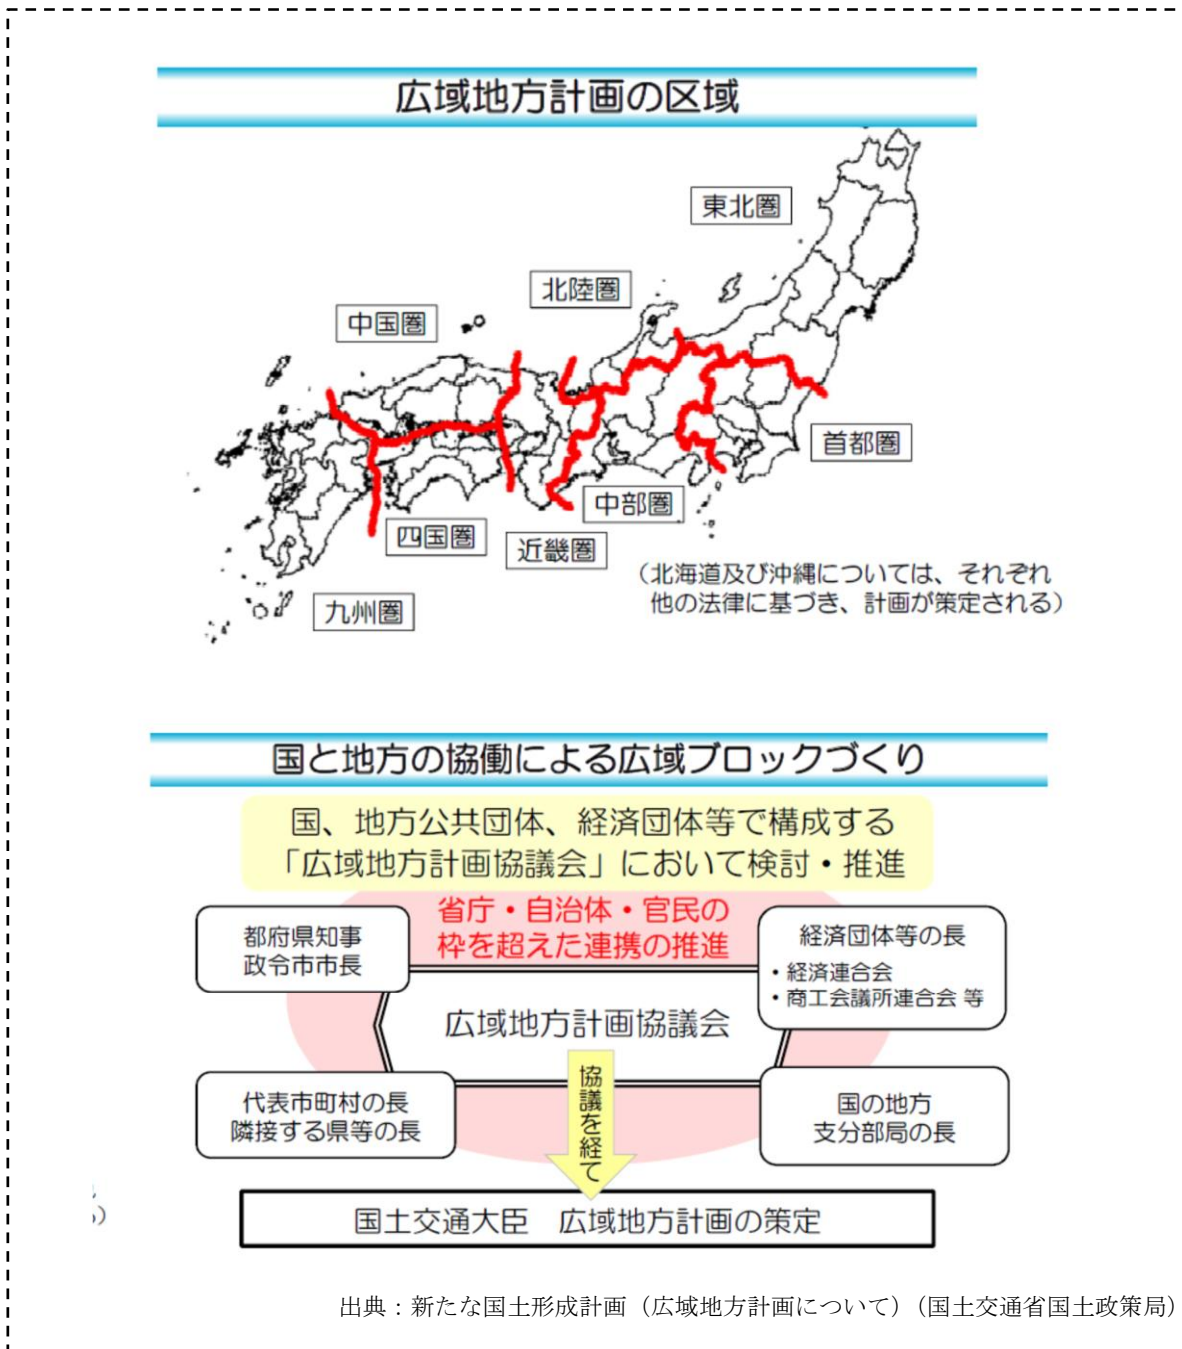 広域地方計画の区域
東北圏
北陸圏
中国圏
首都圏
中部圏
四国圏
近畿圏
九州圏
（北海道及び沖縄については、それぞれ
他の法律に基づき、計画が策定される）
国と地方の協働による広域ブロックづくり
国、地方公共団体、経済団体等で構成する
「広域地方計画協議会」において検討・推進
省庁・自治体・官民の
枠を超えた連携の推進
都府県知事
政令市市長
経済団体等の長
・経済連合会
・商工会議所連合会 等
広域地方計画協議会
協議を経て
代表市町村の長
隣接する県等の長
国の地方
支分部局の長
国土交通大臣　広域地方計画の策定
出典：新たな国土形成計画（広域地方計画について）（国土交通省国土政策局）